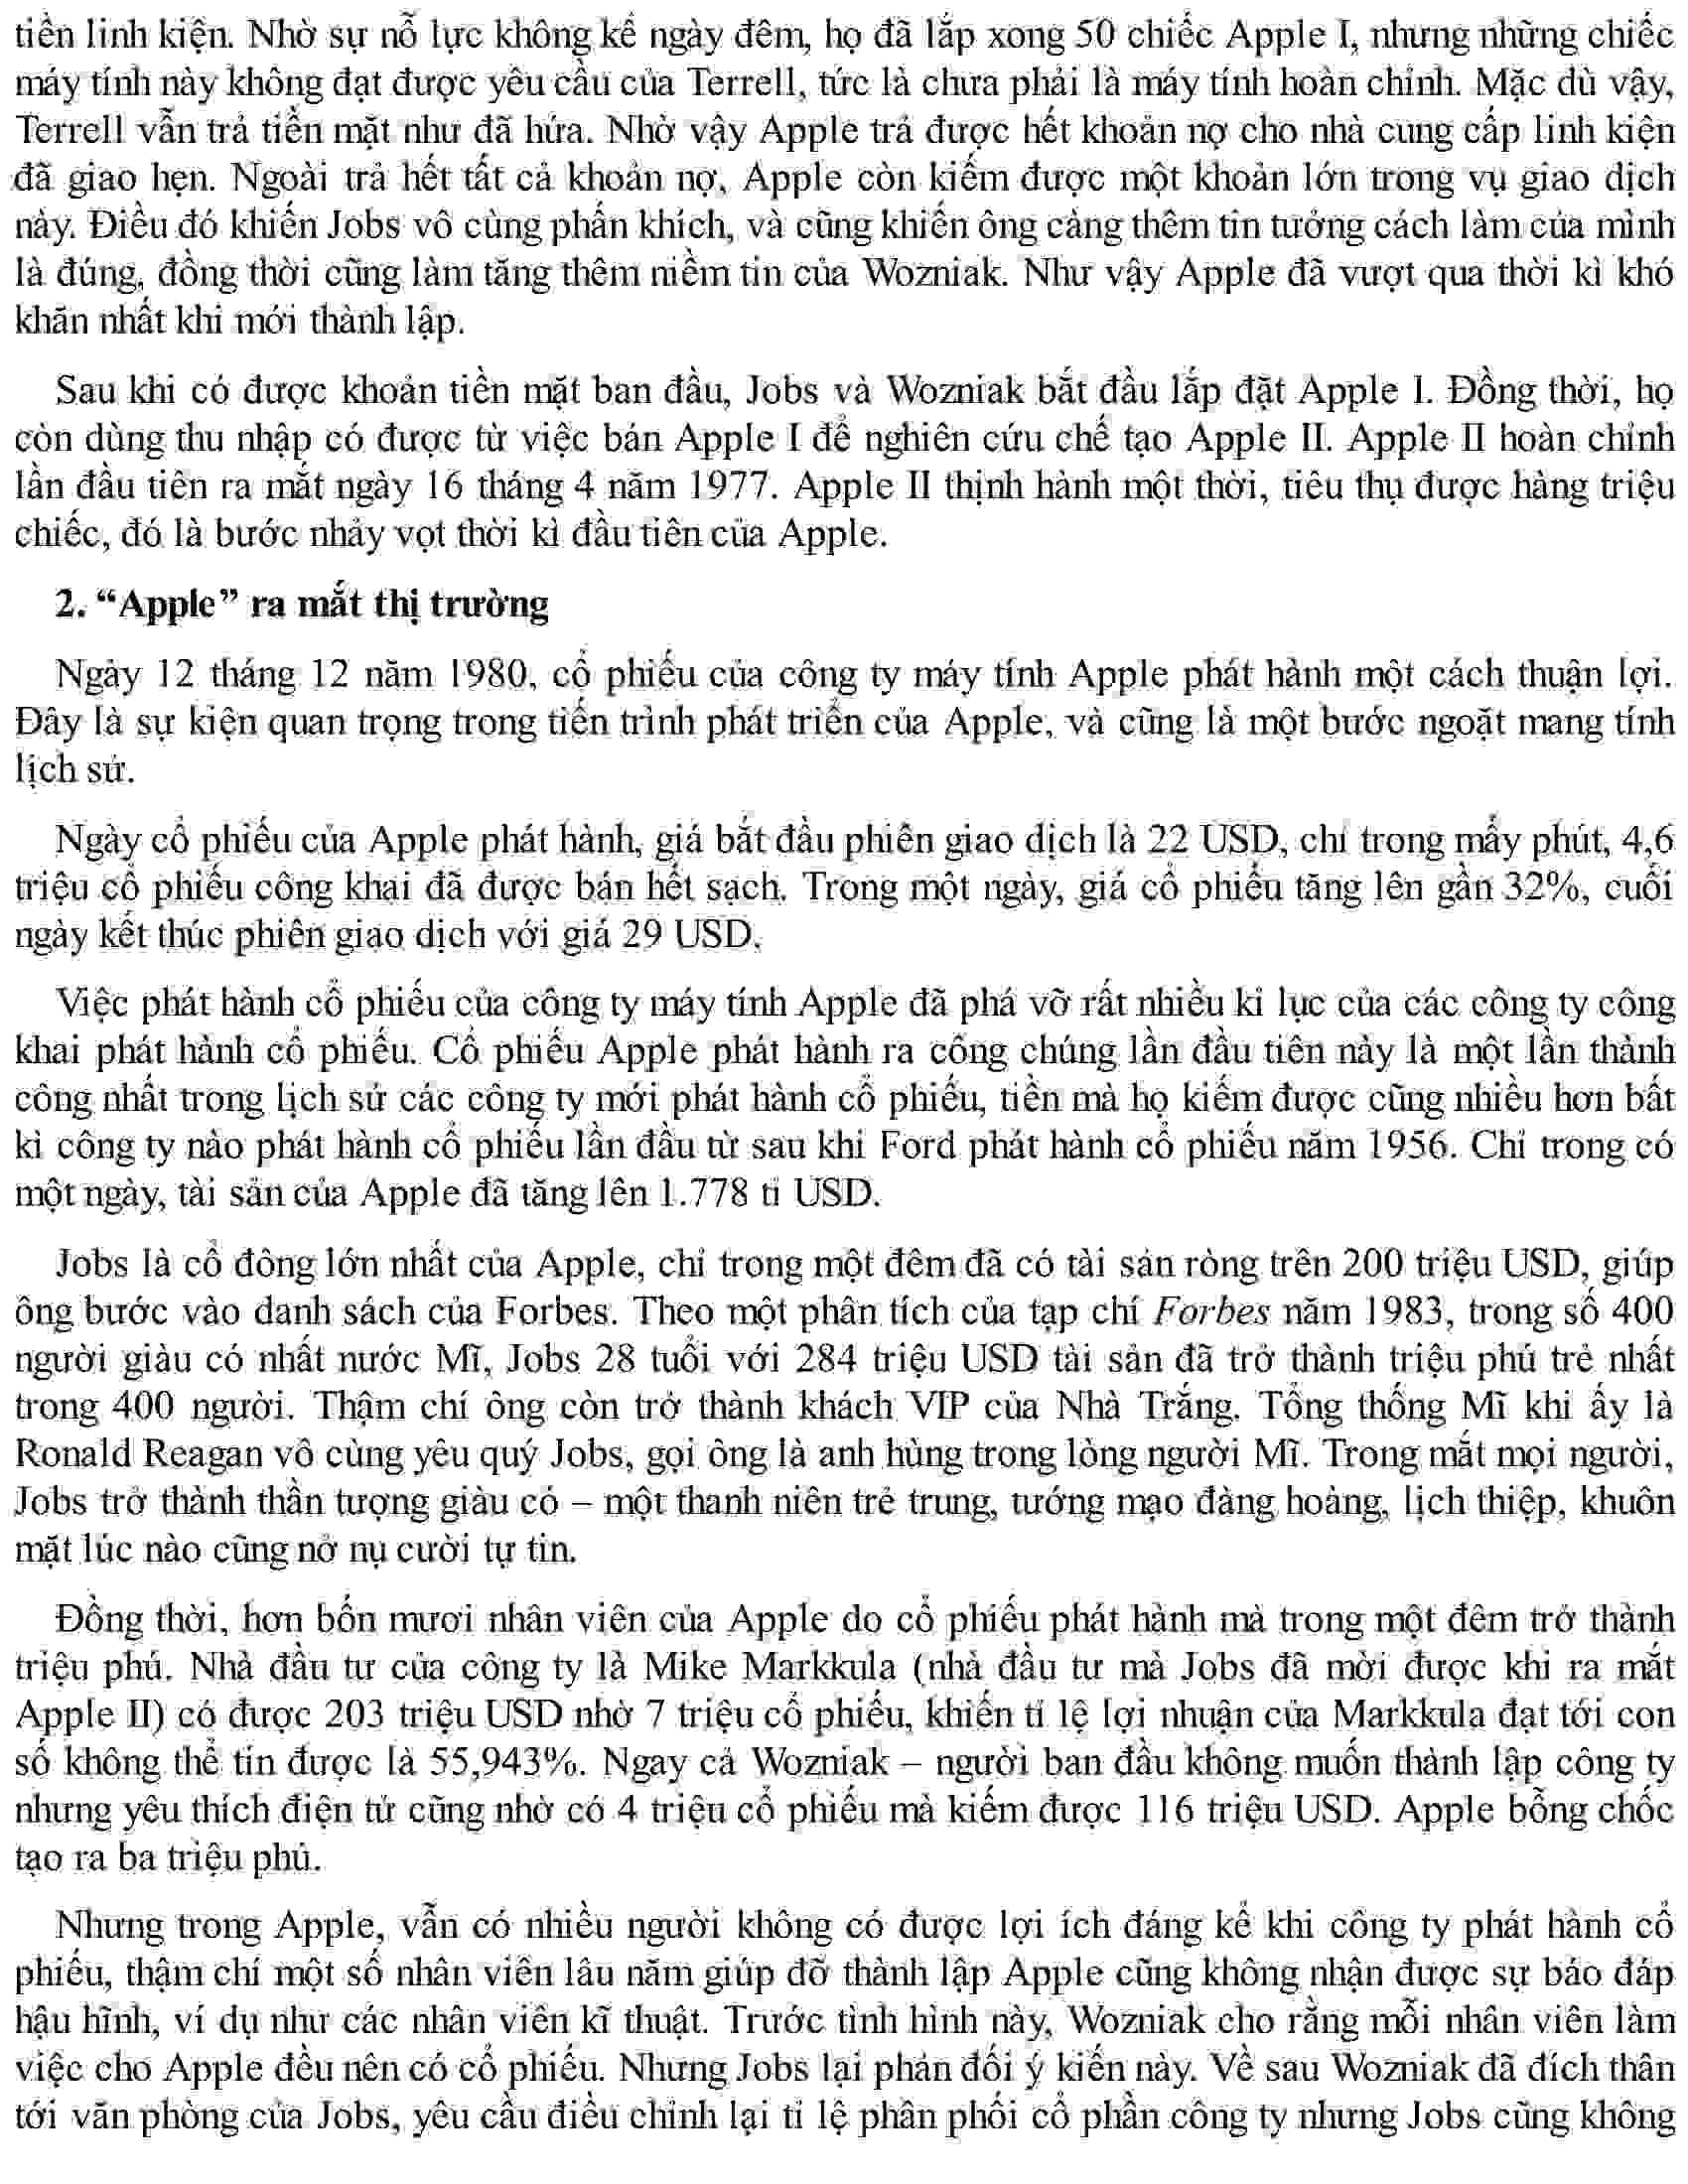 tiền linh kiện. Nhờ sự nỗ lực không kể ngày đêm, họ đã lắp xong 50 chiếc Apple I, nhưng những chiếc
máy tính này không đạt được yêu cầu của Terrell, tức là chưa phải là máy tính hoàn chỉnh. Mặc dù vậy,
Terrell vẫn trả tiền mặt như đã hứa. Nhờ vậy Apple trả được hết khoản nợ cho nhà cung cấp linh kiện
đã giao hẹn. Ngoài trả hết tất cả khoản nợ, Apple còn kiếm được một khoản lớn trong vụ giao dịch
này. Điều đó khiến Jobs vô cùng phấn khích, và cũng khiến ông càng thêm tin tưởng cách làm của mình
là đúng, đồng thời cũng làm tăng thêm niềm tin của Wozniak. Như vậy Apple đã vượt qua thời kì khó
khăn nhất khi mới thành lập.
Sau khi có được khoản tiền mặt ban đầu, Jobs và Wozniak bắt đầu lắp đặt Apple I. Đồng thời, họ
còn dùng thu nhập có được từ việc bán Apple I để nghiên cứu chế tạo Apple II. Apple II hoàn chỉnh
lần đầu tiên ra mắt ngày 16 tháng 4 năm 1977. Apple II thịnh hành một thời, tiêu thụ được hàng triệu
chiếc, đó là bước nhảy vọt thời kì đầu tiên của Apple.
2. “Apple” ra mắt thị trường
Ngày 12 tháng 12 năm 1980, cổ phiếu của công ty máy tính Apple phát hành một cách thuận lợi.
Đây là sự kiện quan trọng trong tiến trình phát triển của Apple, và cũng là một bước ngoặt mang tính
lịch sử.
Ngày cổ phiếu của Apple phát hành, giá bắt đầu phiên giao dịch là 22 USD, chỉ trong mấy phút, 4,6
triệu cổ phiếu công khai đã được bán hết sạch. Trong một ngày, giá cổ phiếu tăng lên gần 32%, cuối
ngày kết thúc phiên giao dịch với giá 29 USD.
Việc phát hành cổ phiếu của công ty máy tính Apple đã phá vỡ rất nhiều kỉ lục của các công ty công
khai phát hành cổ phiếu. Cổ phiếu Apple phát hành ra công chúng lần đầu tiên này là một lần thành
công nhất trong lịch sử các công ty mới phát hành cổ phiếu, tiền mà họ kiếm được cũng nhiều hơn bất
kì công ty nào phát hành cổ phiếu lần đầu từ sau khi Ford phát hành cổ phiếu năm 1956. Chỉ trong có
một ngày, tài sản của Apple đã tăng lên 1.778 tỉ USD.
Jobs là cổ đông lớn nhất của Apple, chỉ trong một đêm đã có tài sản ròng trên 200 triệu USD, giúp
ông bước vào danh sách của Forbes. Theo một phân tích của tạp chí Forbes năm 1983, trong số 400
người giàu có nhất nước Mĩ, Jobs 28 tuổi với 284 triệu USD tài sản đã trở thành triệu phú trẻ nhất
trong 400 người. Thậm chí ông còn trở thành khách VIP của Nhà Trắng. Tổng thống Mĩ khi ấy là
Ronald Reagan vô cùng yêu quý Jobs, gọi ông là anh hùng trong lòng người Mĩ. Trong mắt mọi người,
Jobs trở thành thần tượng giàu có – một thanh niên trẻ trung, tướng mạo đàng hoàng, lịch thiệp, khuôn
mặt lúc nào cũng nở nụ cười tự tin.
Đồng thời, hơn bốn mươi nhân viên của Apple do cổ phiếu phát hành mà trong một đêm trở thành
triệu phú. Nhà đầu tư của công ty là Mike Markkula (nhà đầu tư mà Jobs đã mời được khi ra mắt
Apple II) có được 203 triệu USD nhờ 7 triệu cổ phiếu, khiến tỉ lệ lợi nhuận của Markkula đạt tới con
số không thể tin được là 55,943%. Ngay cả Wozniak – người ban đầu không muốn thành lập công ty
nhưng yêu thích điện tử cũng nhờ có 4 triệu cổ phiếu mà kiếm được 116 triệu USD. Apple bỗng chốc
tạo ra ba triệu phú.
Nhưng trong Apple, vẫn có nhiều người không có được lợi ích đáng kể khi công ty phát hành cổ
phiếu, thậm chí một số nhân viên lâu năm giúp đỡ thành lập Apple cũng không nhận được sự báo đáp
hậu hĩnh, ví dụ như các nhân viên kĩ thuật. Trước tình hình này, Wozniak cho rằng mỗi nhân viên làm
việc cho Apple đều nên có cổ phiếu. Nhưng Jobs lại phản đối ý kiến này. Về sau Wozniak đã đích thân
tới văn phòng của Jobs, yêu cầu điều chỉnh lại tỉ lệ phân phối cổ phần công ty nhưng Jobs cũng không